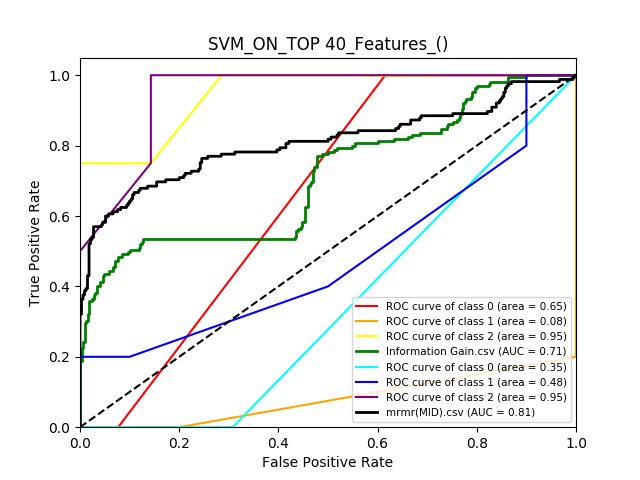 SVM_ON_TOP 40_Features_()
True Positive Rate
1.0
0.8
0.6
0.4
0.2
0.0
ROC curve of class 0 (area = 0.65)
ROC curve of class 1 (area = 0.08)
ROC curve of class 2 (area = 0.95)
Information Gain.csv (AUC = 0.71)
ROC curve of class 0 (area = 0.35)
ROC curve of class 1 (area = 0.48)
ROC curve of class 2 (area = 0.95)
mrmr(MID).csv (AUC = 0.81)
0.0 0.2 0.4 0.6 0.8 1.0
False Positive Rate